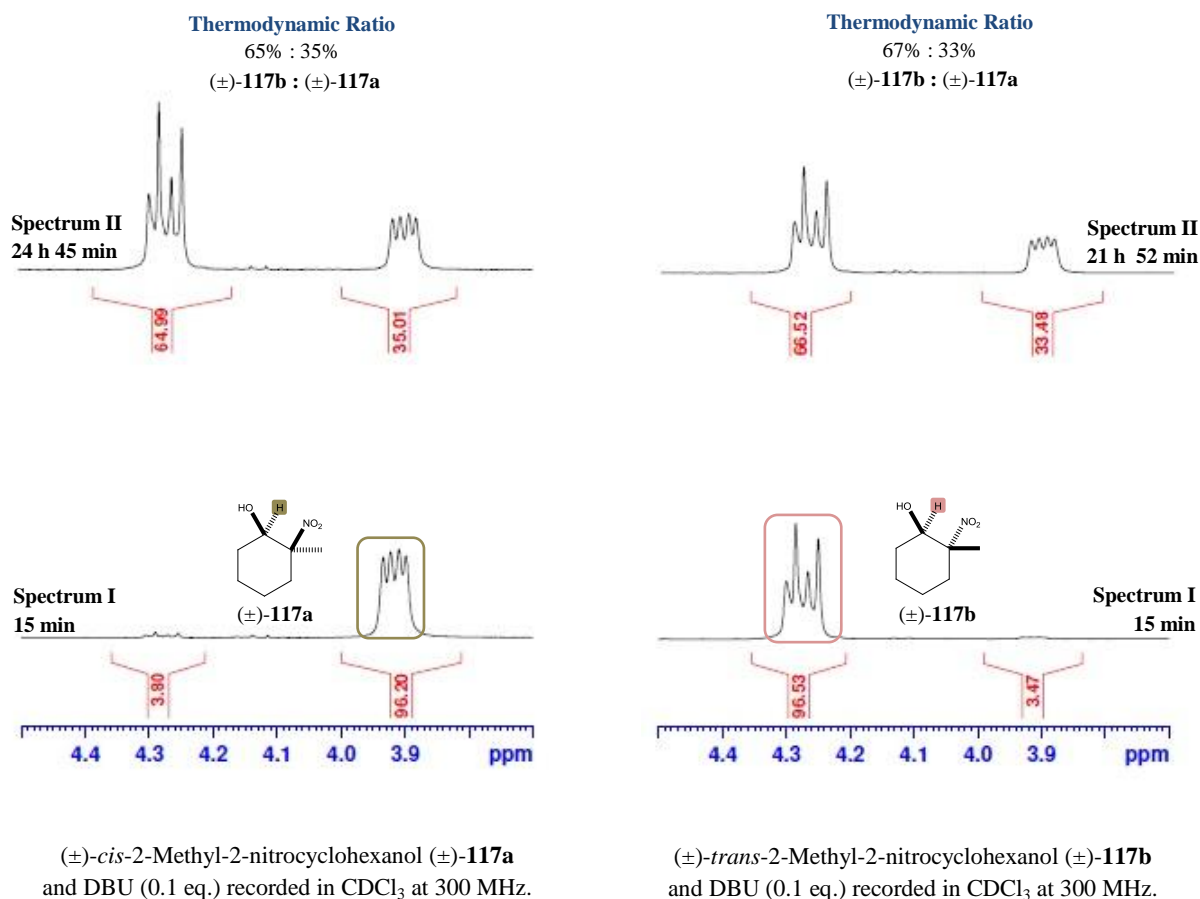 Thermodynamic Ratio
65% : 35%
(±)-117b : (±)-117a
Spectrum II
24 h 45 min
64.99
35.01
HO
H
NO2
(±)-117a
Spectrum I
15 min
3.80
96.20
4.4 4.3 4.2 4.1 4.0 3.9 ppm
(±)-cis-2-Methyl-2-nitrocyclohexanol (±)-117a
and DBU (0.1 eq.) recorded in CDCl3 at 300 MHz.
Thermodynamic Ratio
67% : 33%
(±)-117b : (±)-117a
Spectrum II
21 h 52 min
66.52
33.48
HO
H
NO2
(±)-117b
Spectrum I
15 min
96.53
3.47
4.4 4.3 4.2 4.1 4.0 3.9 ppm
(±)-trans-2-Methyl-2-nitrocyclohexanol (±)-117b
and DBU (0.1 eq.) recorded in CDCl3 at 300 MHz.